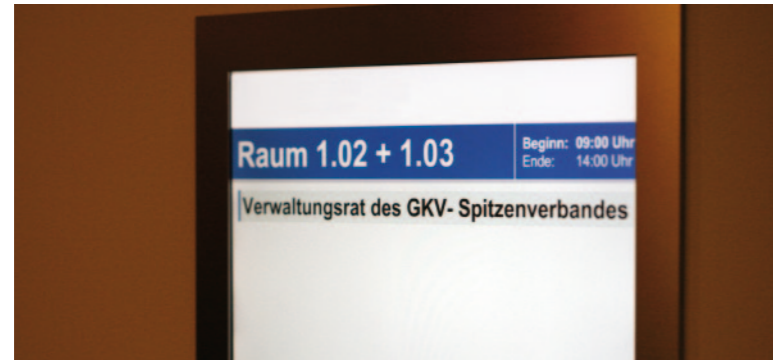 Raum 1.02 + 1.03
Beginn: 09:00 Uhr
Ende: 14:00 Uhr
Verwaltungsrat des GKV- Spitzenverbandes